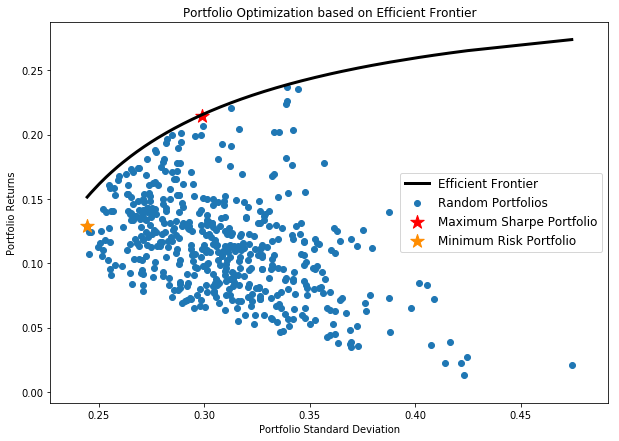 Portfolio Optimization based on Efficient Frontier
Portfolio Returns
0.25
0.20
0.15
0.10
0.05
0.00
Efficient Frontier
Random Portfolios
Maximum Sharpe Portfolio
Minimum Risk Portfolio
0.25 0.30 0.35 0.40 0.45
Portfolio Standard Deviation